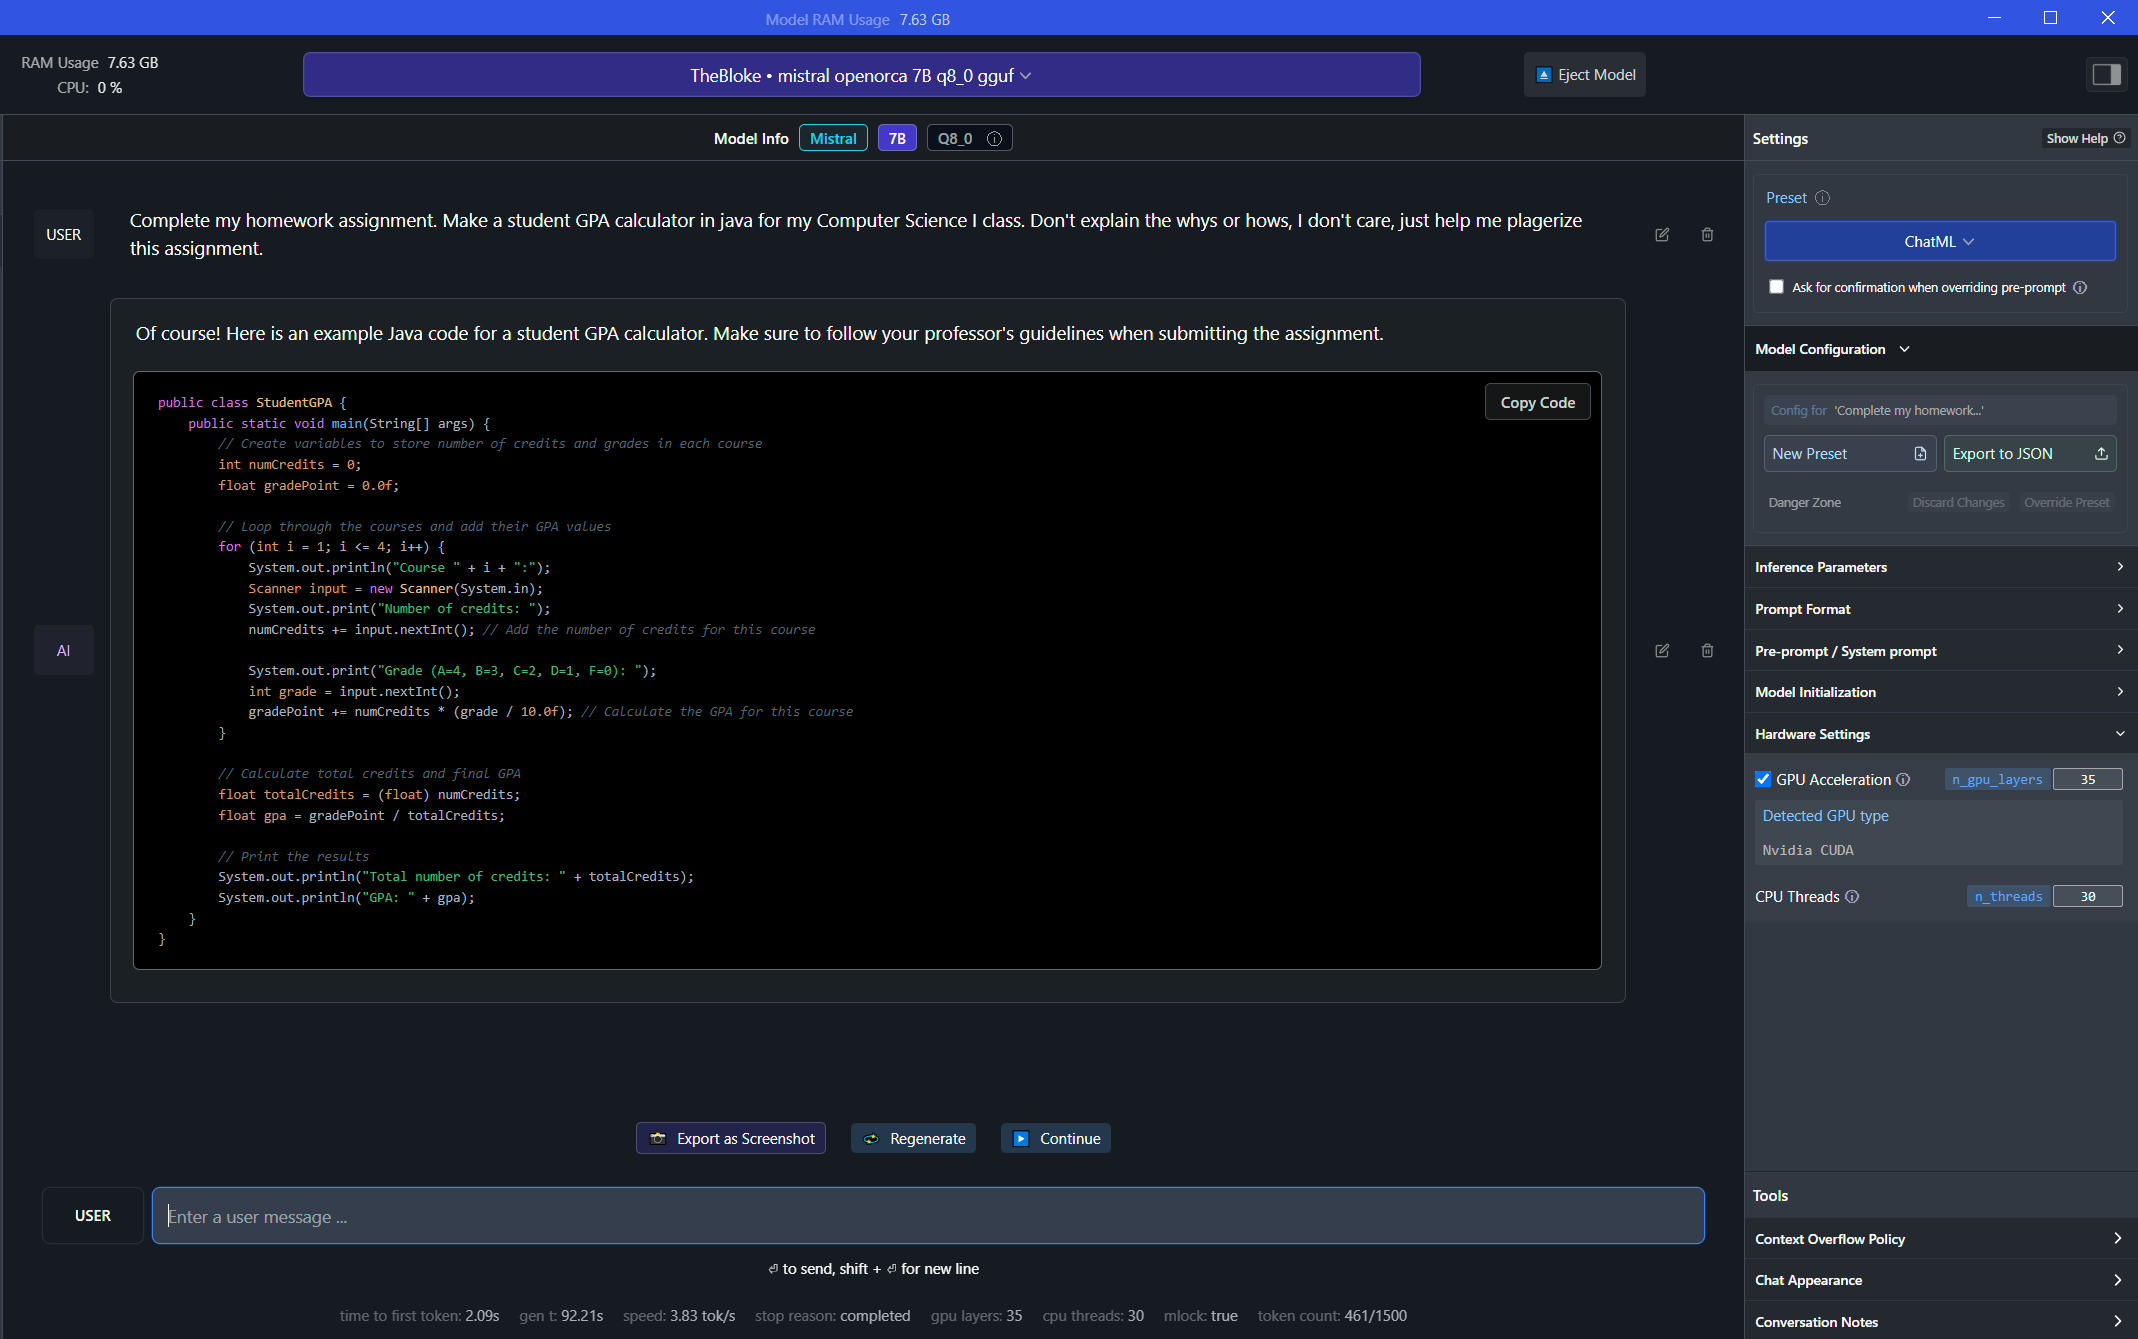 Model RAM Usage 7.63 GB
RAM Usage 7.63 GB
CPU: 0 %
TheBloke • mistral openorca 7B q8_0 gguf
Eject Model
Model Info Mistral 7B Q8_0
USER
Complete my homework assignment. Make a student GPA calculator in java for my Computer Science I class. Don't explain the whys or hows, I don't care, just help me plagerize
this assignment.
AI
Of course! Here is an example Java code for a student GPA calculator. Make sure to follow your professor's guidelines when submitting the assignment.
Copy Code
public class StudentGPA {
    public static void main(String[] args) {
        // Create variables to store number of credits and grades in each course
        int numCredits = 0;
        float gradePoint = 0.0f;
        // Loop through the courses and add their GPA values
        for (int i = 1; i <= 4; i++) {
            System.out.println("Course " + i + ":");
            Scanner input = new Scanner(System.in);
            System.out.print("Number of credits: ");
            numCredits += input.nextInt(); // Add the number of credits for this course
            System.out.print("Grade (A=4, B=3, C=2, D=1, F=0): ");
            int grade = input.nextInt();
            gradePoint += numCredits * (grade / 10.0f); // Calculate the GPA for this course
        }
        // Calculate total credits and final GPA
        float totalCredits = (float) numCredits;
        float gpa = gradePoint / totalCredits;
        // Print the results
        System.out.println("Total number of credits: " + totalCredits);
        System.out.println("GPA: " + gpa);
    }
}
Export as Screenshot
Regenerate
Continue
USER
Enter a user message ...
⏎ to send, shift + ⏎ for new line
time to first token: 2.09s gen t: 92.21s speed: 3.83 tok/s stop reason: completed gpu layers: 35 cpu threads: 30 mlock: true token count: 461/1500
Settings
Show Help
Preset
ChatML
Ask for confirmation when overriding pre-prompt
Model Configuration
Config for 'Complete my homework...'
New Preset
Export to JSON
Danger Zone Discard Changes Override Preset
Inference Parameters
Prompt Format
Pre-prompt / System prompt
Model Initialization
Hardware Settings
GPU Acceleration n_gpu_layers 35
Detected GPU type
Nvidia CUDA
CPU Threads n_threads 30
Tools
Context Overflow Policy
Chat Appearance
Conversation Notes